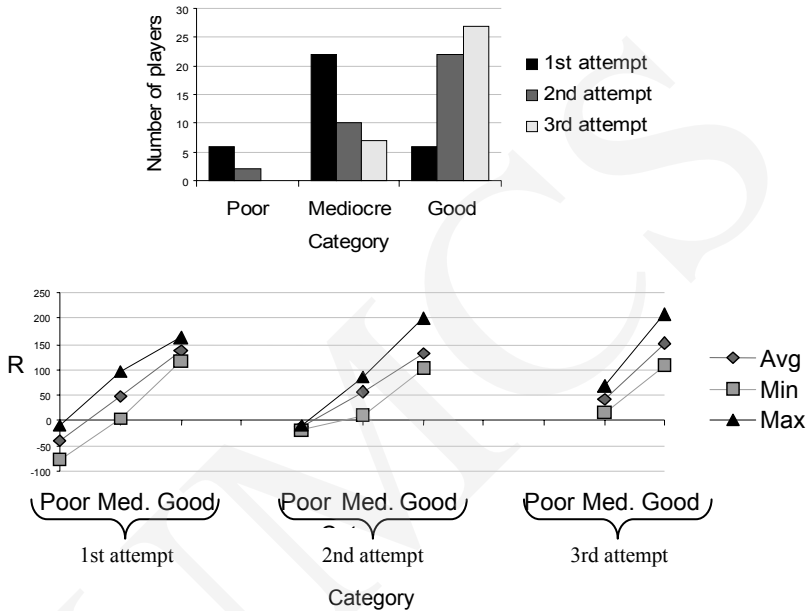 30
25
20
15
10
5
0
Number of players
Poor Mediocre Good
Category
1st attempt
2nd attempt
3rd attempt
250
200
150
100
50
0
-50
-100
R
Avg
Min
Max
Poor Med. Good Poor Med. Good Poor Med. Good
1st attempt 2nd attempt 3rd attempt
Category
UMCS